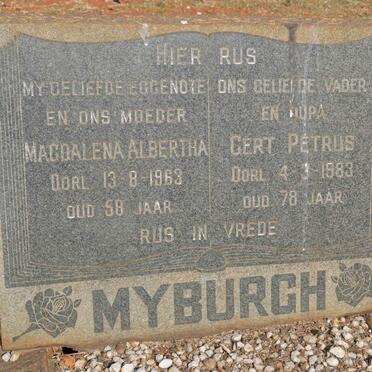 HIER RUS
MY GELIEFDE EGGENOTE
EN ONS MOEDER
MAGDALENA ALBERTHA
OORL. 13-8-1963
OUD 58 JAAR
ONS GELIEFDE VADER
EN OUPA
GERT PETRUS
OORL. 4-3-1983
OUD 78 JAAR
RUS IN VREDE
MYBURGH